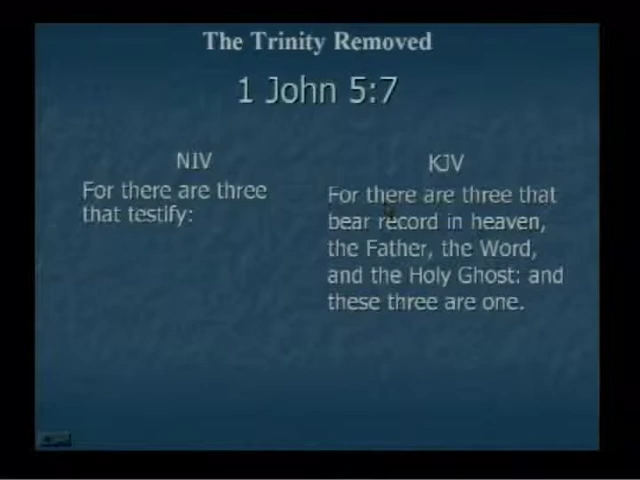 The Trinity Removed
1 John 5:7
NIV
For there are three
that testify:
KJV
For there are three that
bear record in heaven,
the Father, the Word,
and the Holy Ghost: and
these three are one.